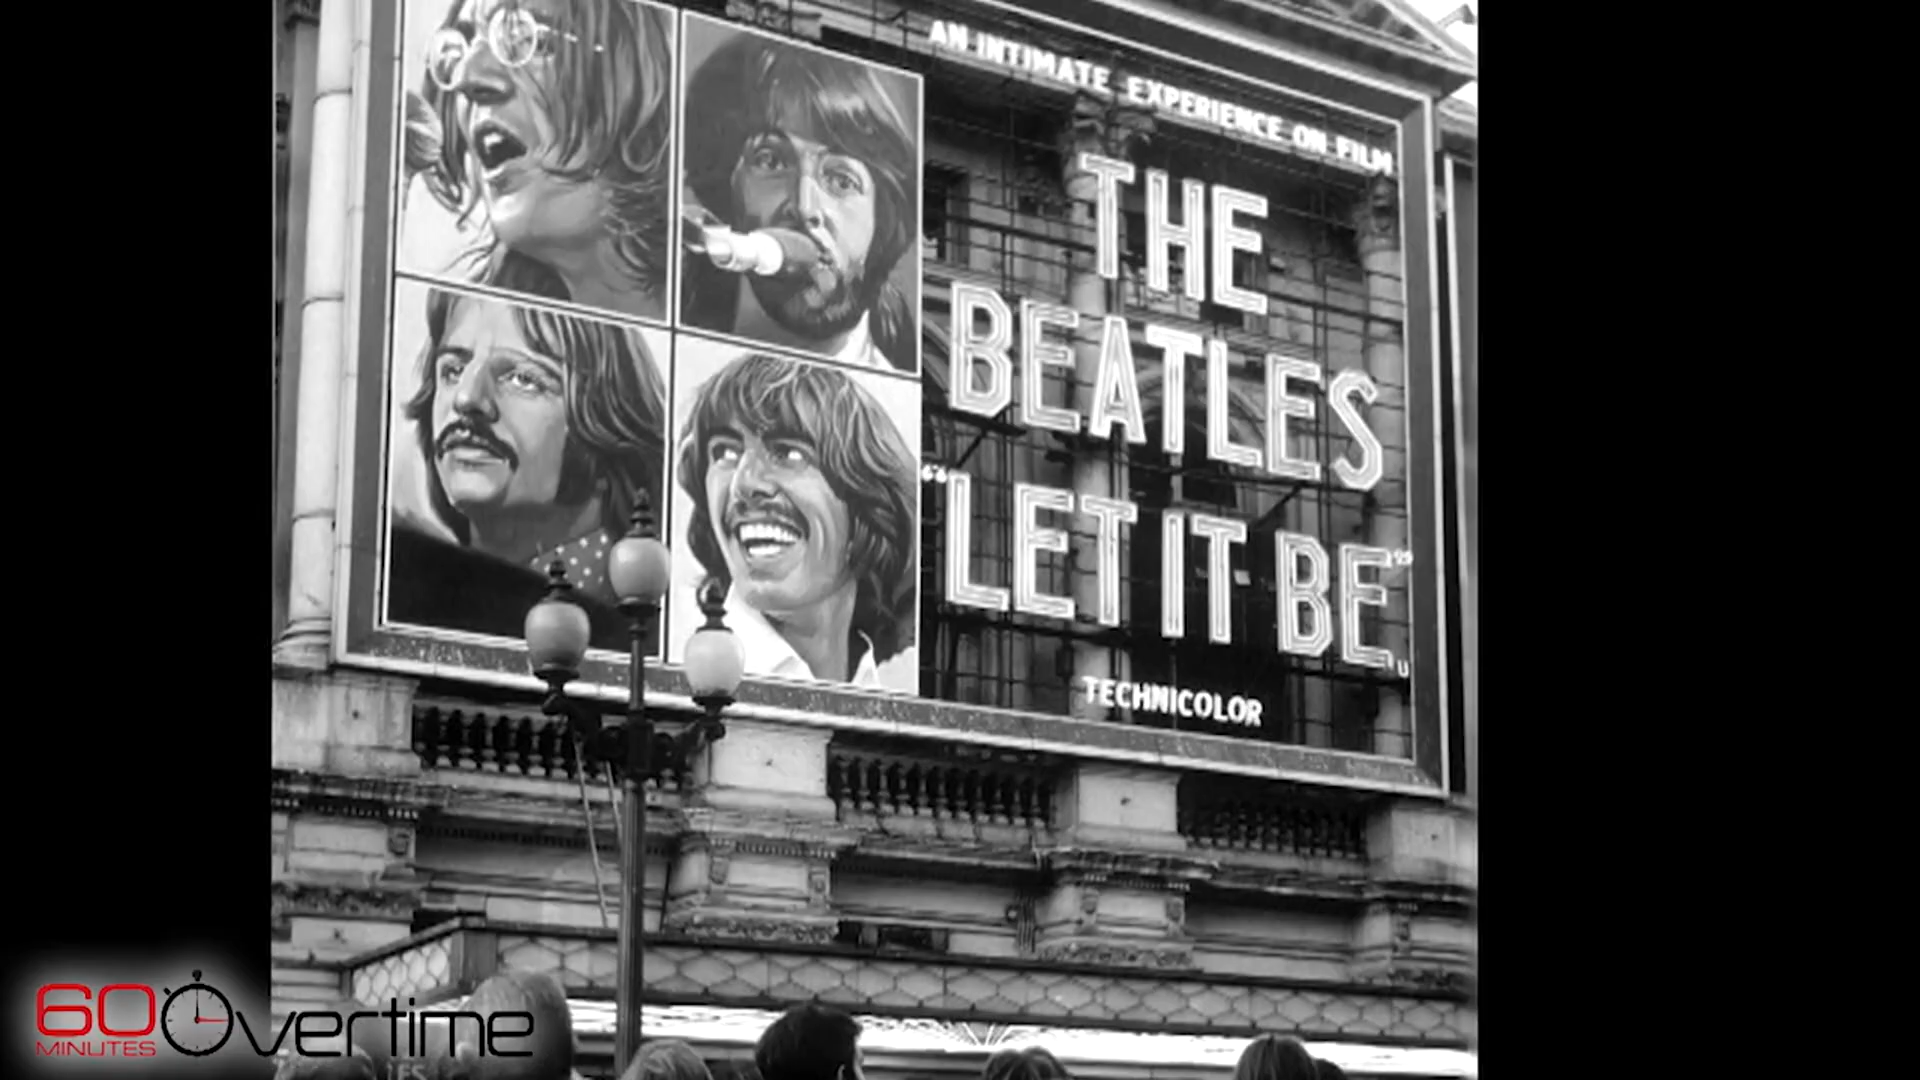 AN INTIMATE EXPERIENCE ON FILM
THE
BEATLES
“LET IT BE”
U
TECHNICOLOR
60 Overtime
MINUTES